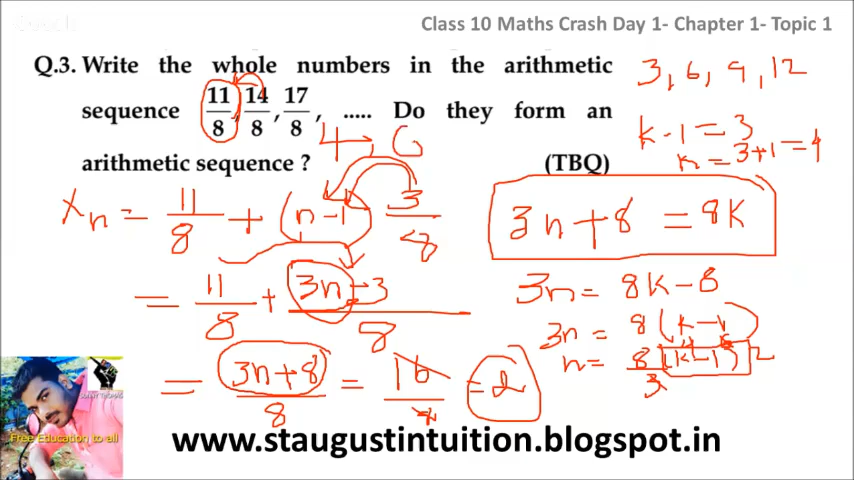 Class 10 Maths Crash Day 1- Chapter 1- Topic 1
Q.3. Write the whole numbers in the arithmetic
sequence 11/8, 14/8, 17/8, ..... Do they form an
arithmetic sequence ? (TBQ)
3, 6, 9, 12
k-1 = 3
k = 3+1 = 4
Xn = 11/8 + (n-1) 3/8
= 11/8 + 3n-3/8
= 3n+8/8 = 16/ = 2
3n+8 = 8k
3n = 8k-8
3n = 8(k-1)
n = 8(k-1)/3
Free Education to all
www.staugustintuition.blogspot.in